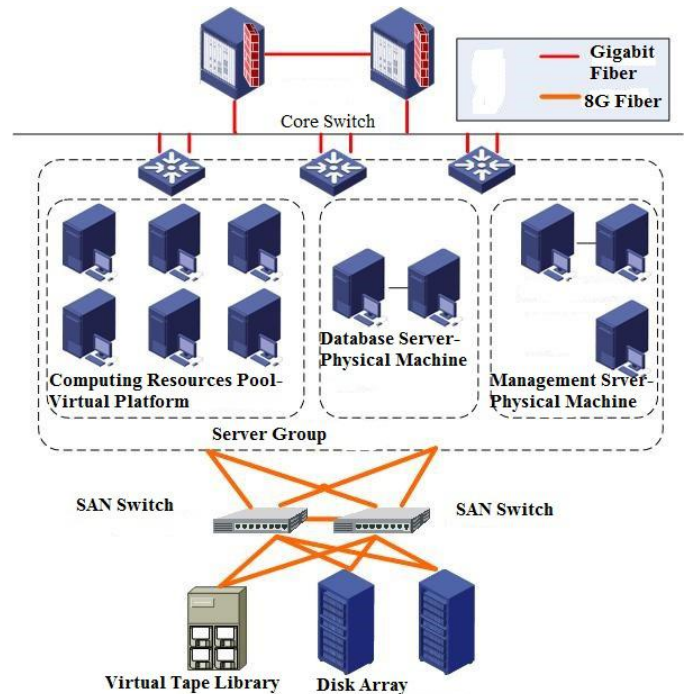 Gigabit
Fiber
8G Fiber
Core Switch
Computing Resources Pool-
Virtual Platform
Database Server-
Physical Machine
Management Srver-
Physical Machine
Server Group
SAN Switch
SAN Switch
Virtual Tape Library
Disk Array